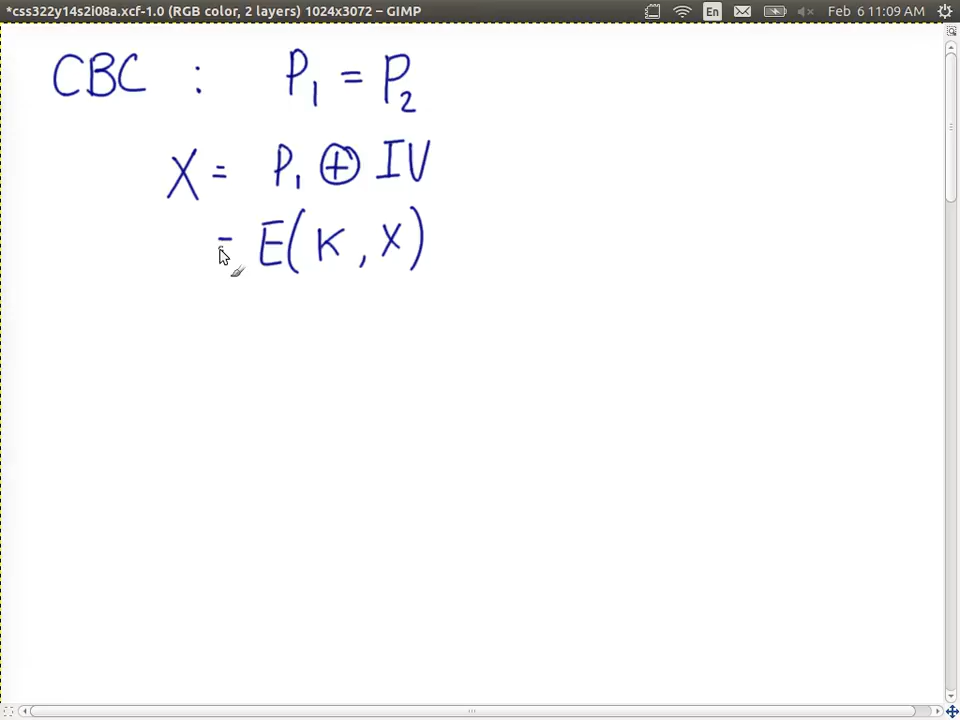 *css322y14s2i08a.xcf-1.0 (RGB color, 2 layers) 1024x3072 – GIMP En Feb 6 11:09 AM
CBC : P₁ = P₂
X = P₁ ⊕ IV
= E(K, X)